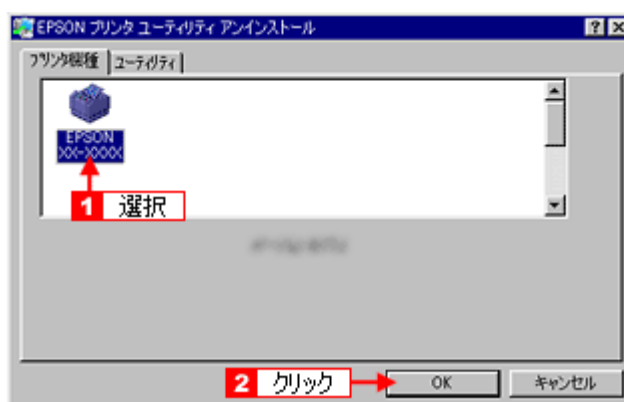 EPSON プリンタ ユーティリティ アンインストール
プリンタ機種
ユーティリティ
EPSON
XX-XXXX
1 選択
2 クリック
OK
キャンセル